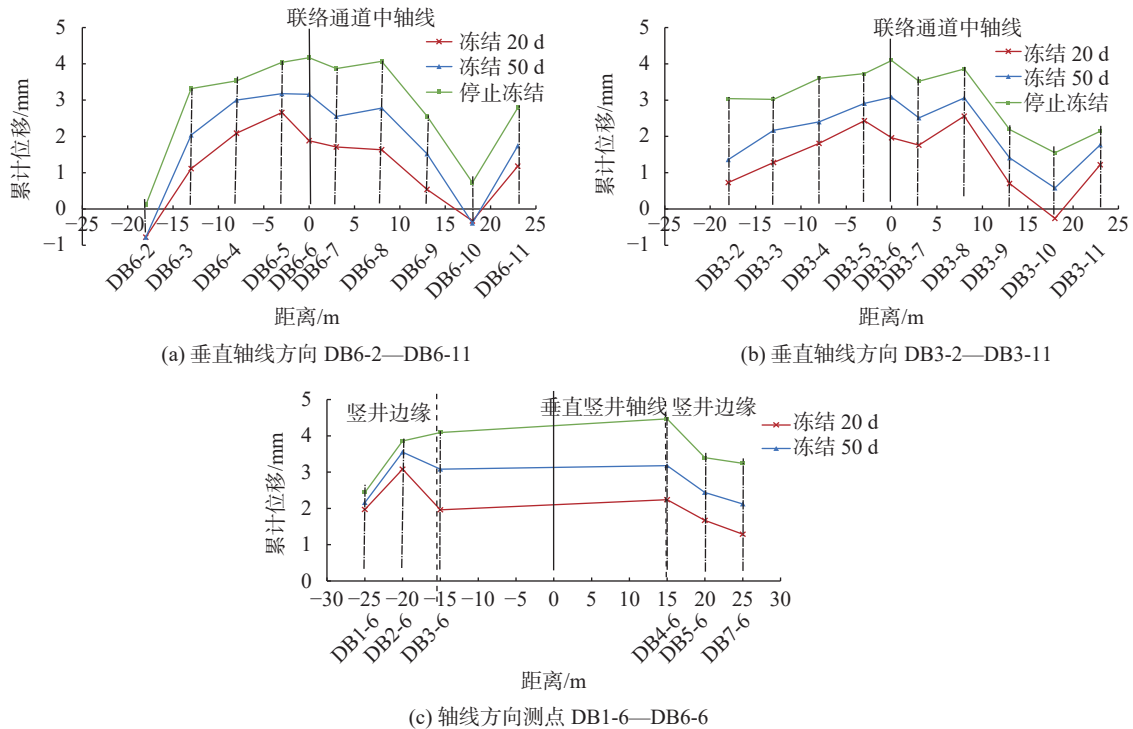 联络通道中轴线
5
4
3
2
1
0
−1
累计位移/mm
冻结 20 d
冻结 50 d
停止冻结
−25 −20 −15 −10 −5 0 5 10 15 20 25
DB6-2 DB6-3 DB6-4 DB6-5 DB6-6 DB6-7 DB6-8 DB6-9 DB6-10 DB6-11
距离/m
(a) 垂直轴线方向 DB6-2—DB6-11
联络通道中轴线
5
4
3
2
1
0
−1
累计位移/mm
冻结 20 d
冻结 50 d
停止冻结
−25 −20 −15 −10 −5 0 5 10 15 20 25
DB3-2 DB3-3 DB3-4 DB3-5 DB3-6 DB3-7 DB3-8 DB3-9 DB3-10 DB3-11
距离/m
(b) 垂直轴线方向 DB3-2—DB3-11
竖井边缘 垂直竖井轴线 竖井边缘
5
4
3
2
1
0
累计位移/mm
冻结 20 d
冻结 50 d
−30 −25 −20 −15 −10 −5 0 5 10 15 20 25 30
DB1-6 DB2-6 DB3-6 DB4-6 DB5-6 DB7-6
距离/m
(c) 轴线方向测点 DB1-6—DB6-6